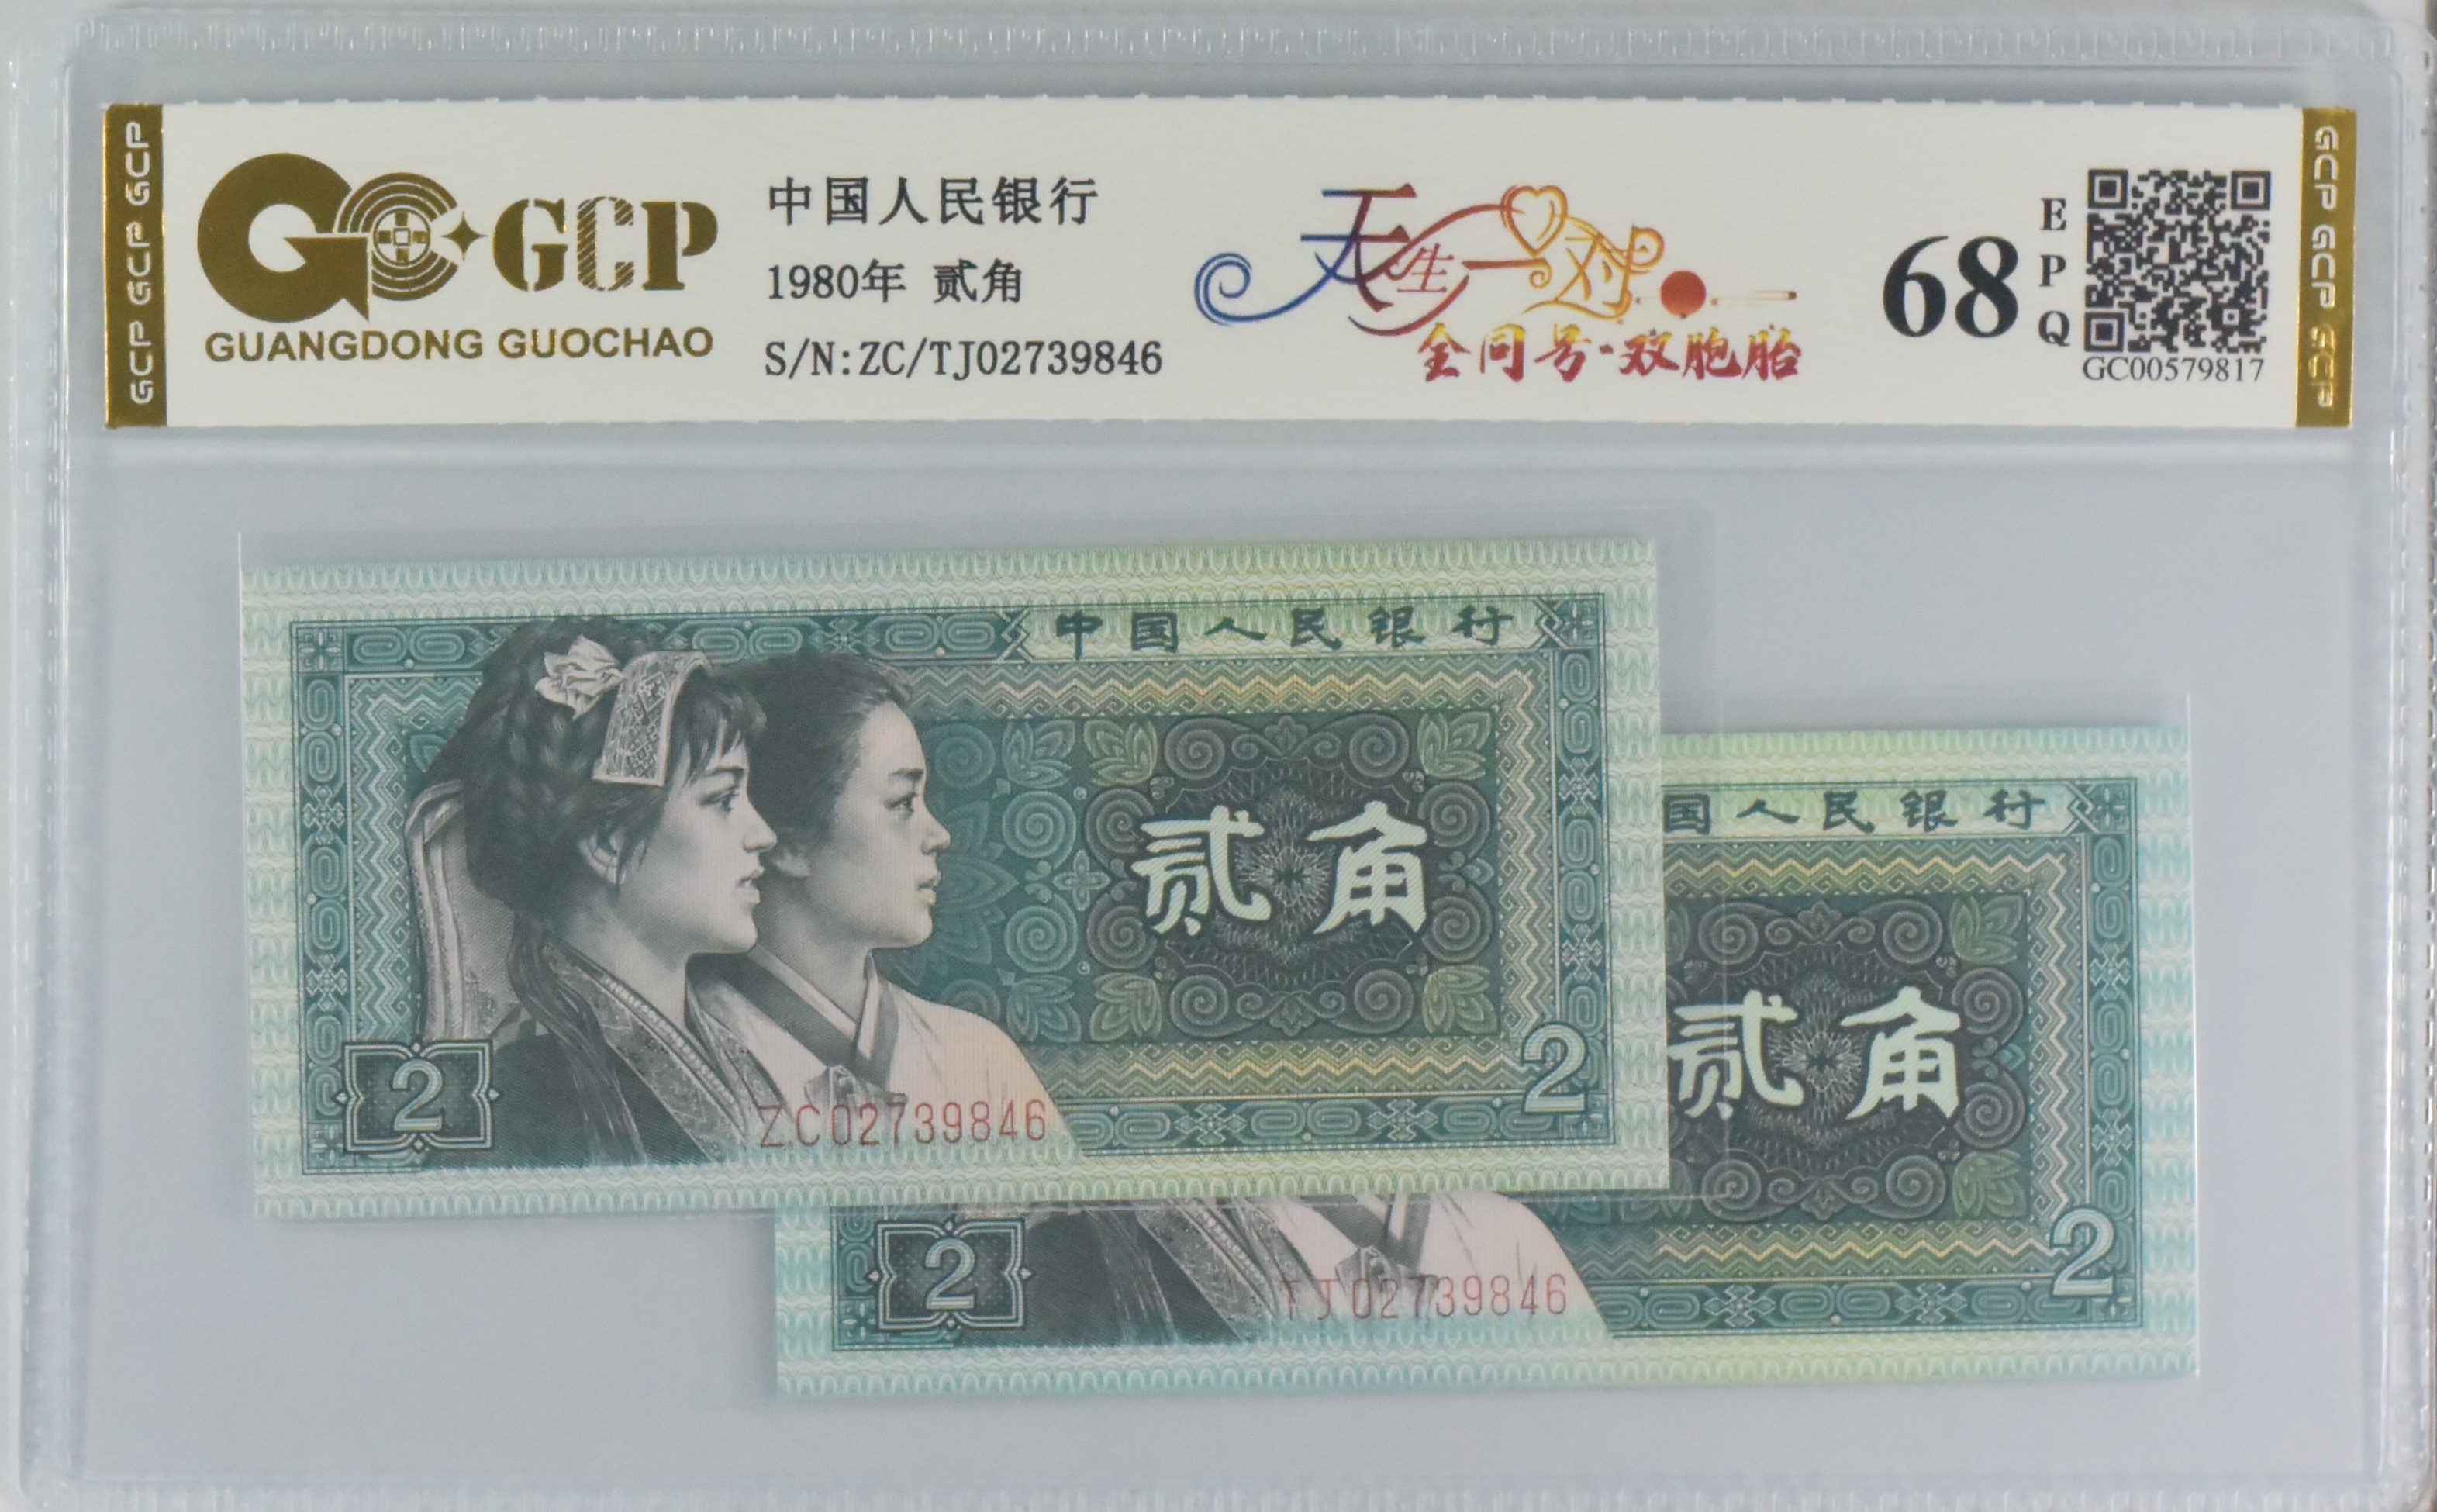 GCP GCP GCP
GCP
GUANGDONG GUOCHAO
中国人民银行
1980年 贰角
S/N:ZC/TJ02739846
天生一对
全同号·双胞胎
68
EPQ
GC00579817
GCP GCP GCP
中国人民银行
贰角
2
2
ZC02739846
国人民银行
贰角
2
2
TJ02739846